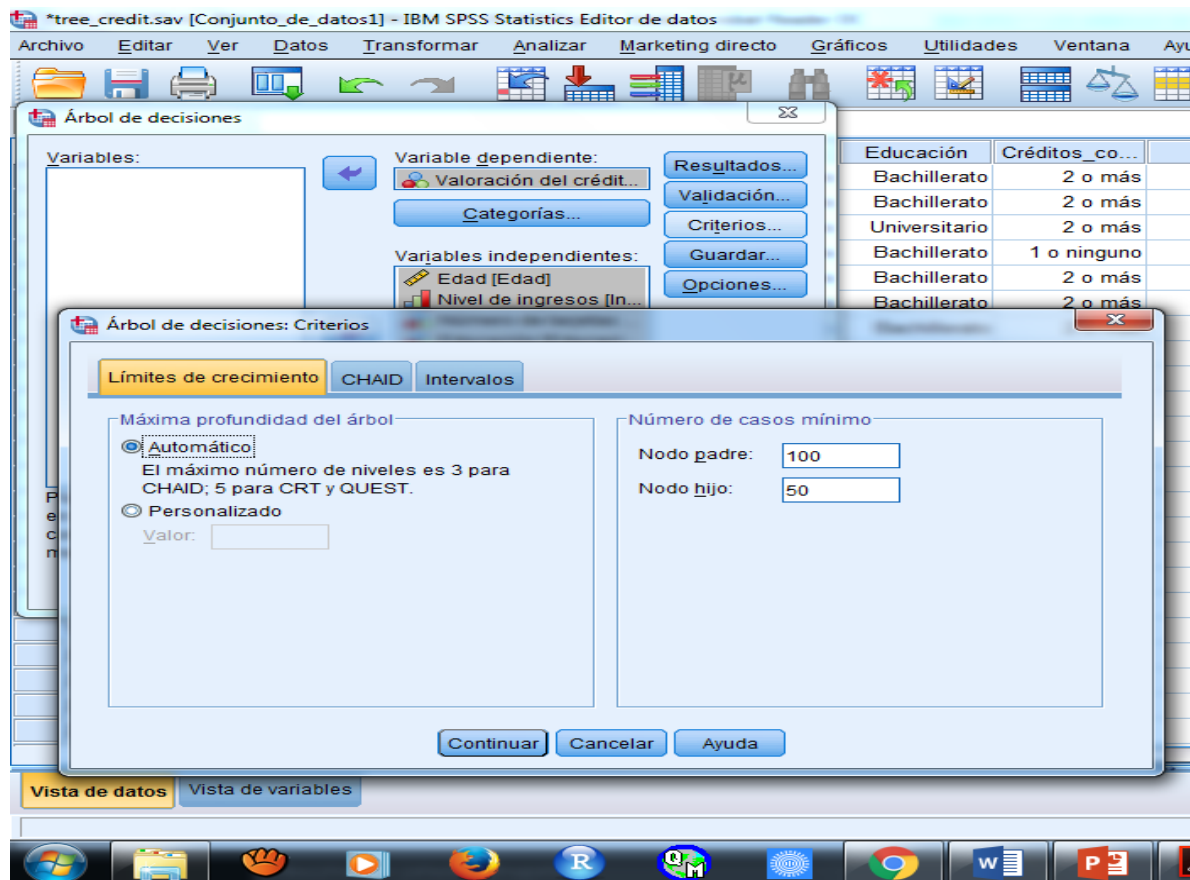 *tree_credit.sav [Conjunto_de_datos1] - IBM SPSS Statistics Editor de datos
Archivo Editar Ver Datos Transformar Analizar Marketing directo Gráficos Utilidades Ventana Ayu
Árbol de decisiones
Variables:
Variable dependiente:
Valoración del crédit...
Categorías...
Variables independientes:
Edad [Edad]
Nivel de ingresos [In...
Resultados...
Validación...
Criterios...
Guardar...
Opciones...
Educación Créditos_co...
Bachillerato 2 o más
Bachillerato 2 o más
Universitario 2 o más
Bachillerato 1 o ninguno
Bachillerato 2 o más
Bachillerato 2 o más
Árbol de decisiones: Criterios
Límites de crecimiento CHAID Intervalos
Máxima profundidad del árbol
Automático
El máximo número de niveles es 3 para
CHAID; 5 para CRT y QUEST.
Personalizado
Valor:
Número de casos mínimo
Nodo padre: 100
Nodo hijo: 50
P
e
c
m
Continuar Cancelar Ayuda
Vista de datos Vista de variables
R
QM
W
P